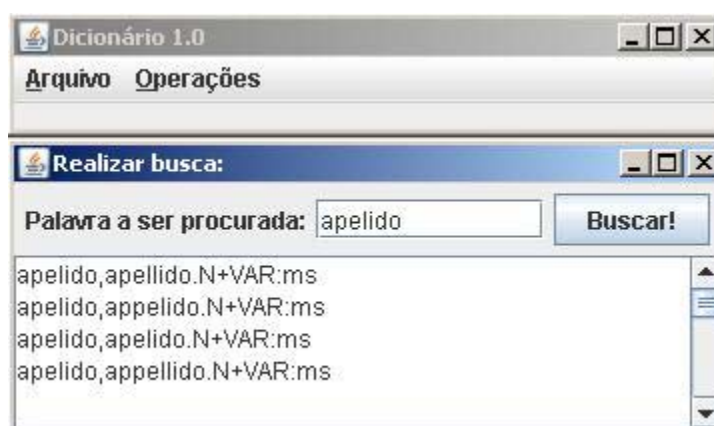 Dicionário 1.0
Arquivo Operações
Realizar busca:
Palavra a ser procurada: apelido Buscar!
apelido,apellido.N+VAR:ms
apelido,appelido.N+VAR:ms
apelido,apelido.N+VAR:ms
apelido,appellido.N+VAR:ms